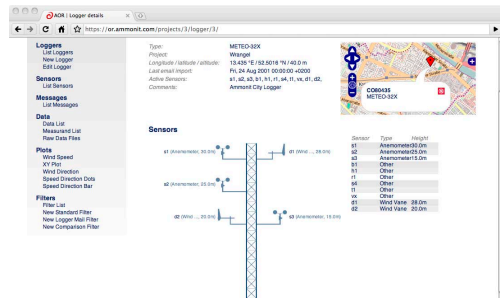 AOR | Logger details
https://or.ammonit.com/projects/3/logger/3/
Loggers
List Loggers
New Logger
Edit Logger
Sensors
List Sensors
Messages
List Messages
Data
Data List
Measurand List
Raw Data Files
Plots
Wind Speed
XY Plot
Wind Direction
Speed Direction Dots
Speed Direction Bar
Filters
Filter List
New Standard Filter
New Logger Mail Filter
New Comparison Filter
Type: METEO-32X
Project: Wrangel
Longitude / latitude / altitude: 13.435 °E / 52.5016 °N / 40.0 m
Last email import: Fri, 24 Aug 2001 00:00:00 +0200
Active Sensors: s1, s2, s3, b1, h1, r1, s4, t1, vx, d1, d2,
Comments: Ammonit City Logger
CO80435
METEO-32X
Sensors
s1 (Anemometer, 30.0m)
d1 (Wind ..., 28.0m)
s2 (Anemometer, 25.0m)
d2 (Wind ..., 20.0m)
s3 (Anemometer, 15.0m)
Sensor Type Height
s1 Anemometer 30.0m
s2 Anemometer 25.0m
s3 Anemometer 15.0m
b1 Other
h1 Other
r1 Other
s4 Other
t1 Other
vx Other
d1 Wind Vane 28.0m
d2 Wind Vane 20.0m